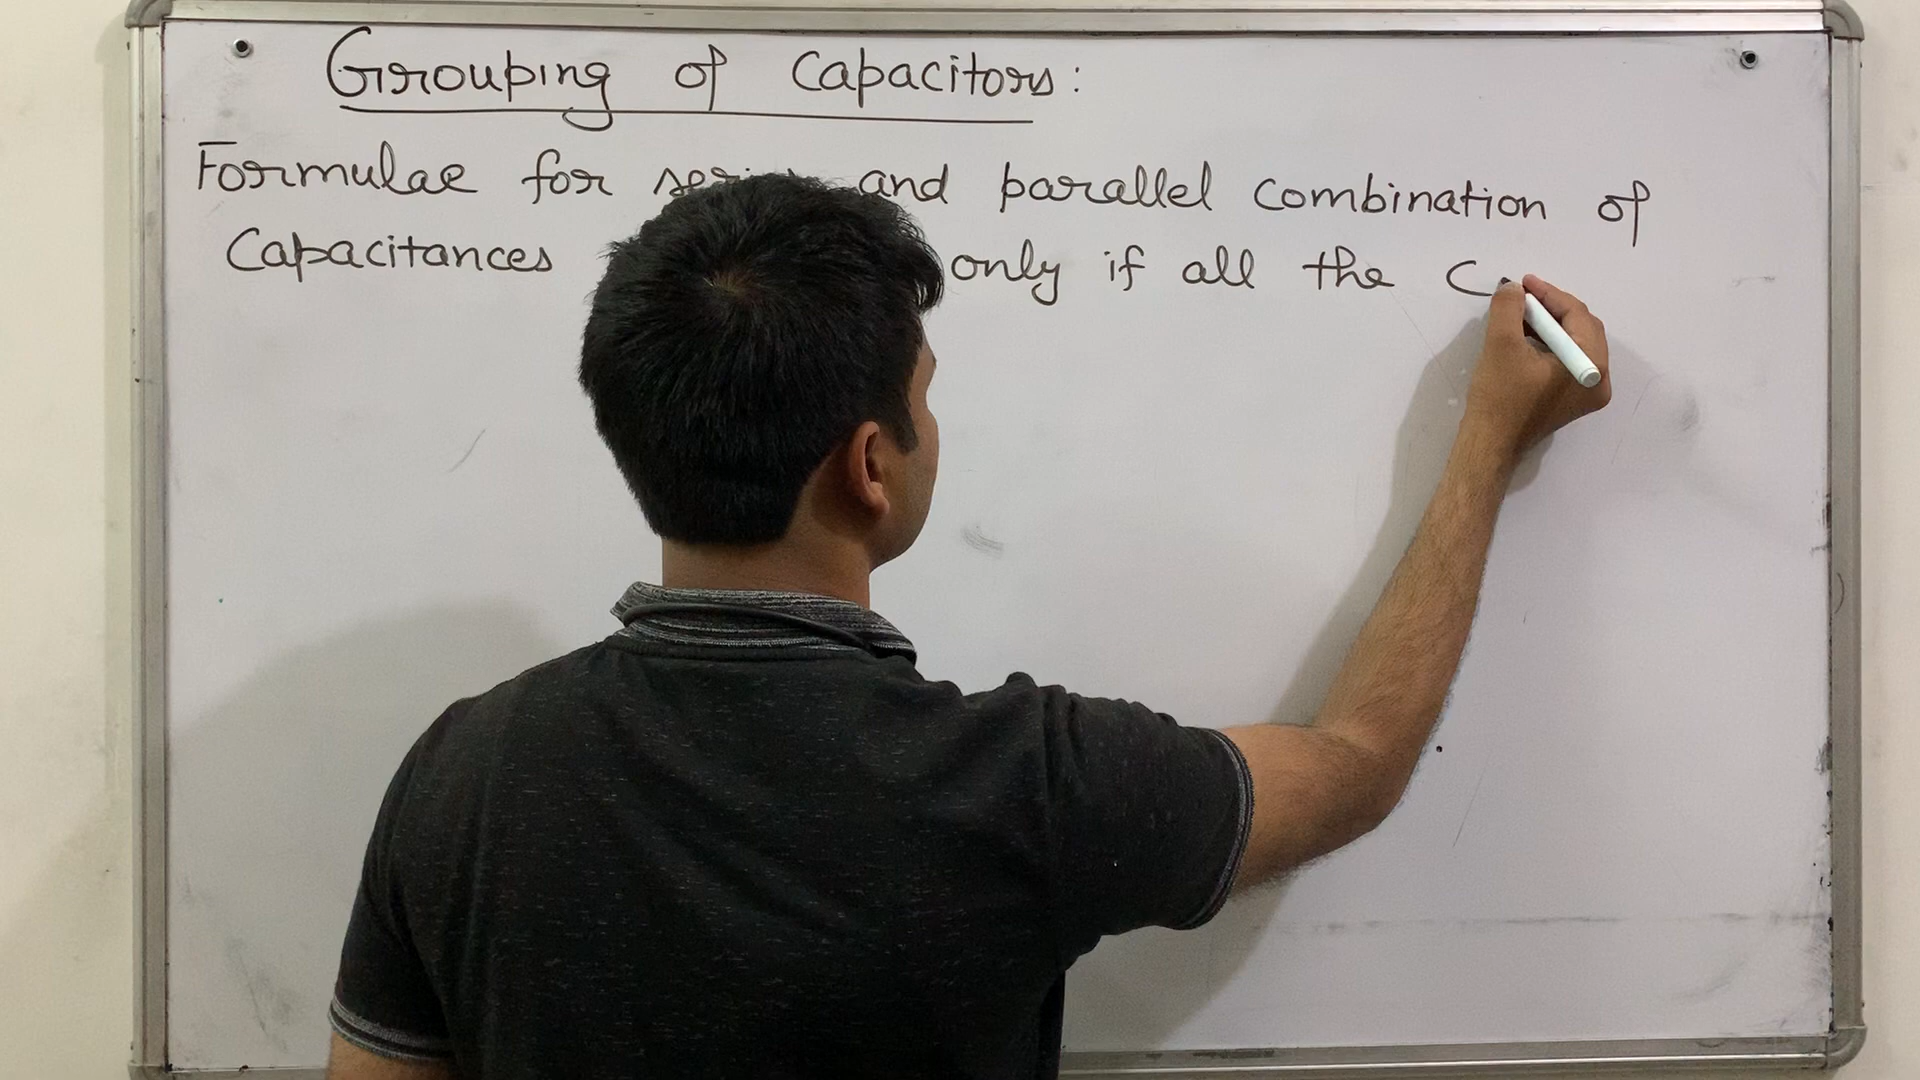 Grouping of Capacitors:
Formulae for series and parallel combination of
Capacitances only if all the